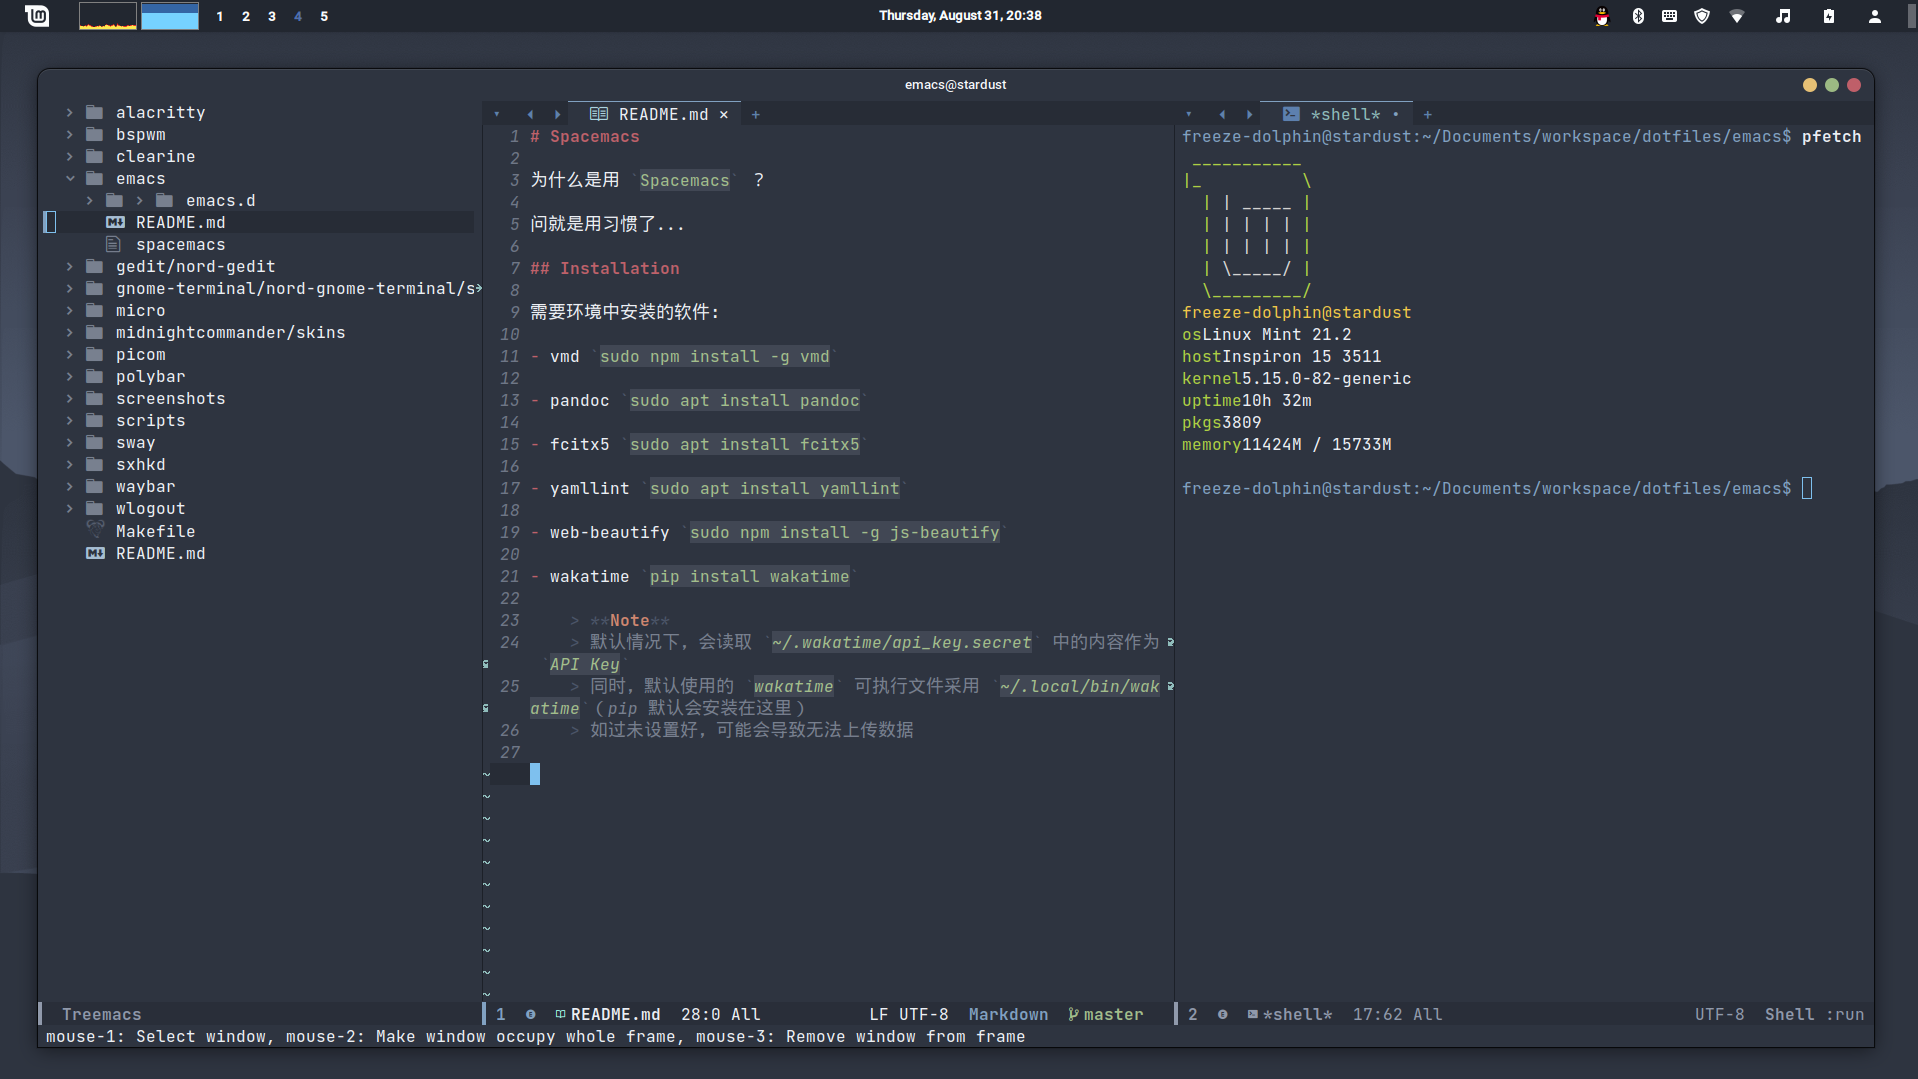 1 2 3 4 5
Thursday, August 31, 20:38
emacs@stardust
alacritty
bspwm
clearine
emacs
emacs.d
README.md
spacemacs
gedit/nord-gedit
gnome-terminal/nord-gnome-terminal/s
micro
midnightcommander/skins
picom
polybar
screenshots
scripts
sway
sxhkd
waybar
wlogout
Makefile
README.md
Treemacs
README.md × +
1 # Spacemacs
2
3 为什么是用 `Spacemacs` ？
4
5 问就是用习惯了...
6
7 ## Installation
8
9 需要环境中安装的软件:
10
11 - vmd `sudo npm install -g vmd`
12
13 - pandoc `sudo apt install pandoc`
14
15 - fcitx5 `sudo apt install fcitx5`
16
17 - yamllint `sudo apt install yamllint`
18
19 - web-beautify `sudo npm install -g js-beautify`
20
21 - wakatime `pip install wakatime`
22
23 > **Note**
24 > 默认情况下，会读取 `~/.wakatime/api_key.secret` 中的内容作为
`API Key`
25 > 同时，默认使用的 `wakatime` 可执行文件采用 `~/.local/bin/wak
atime`（pip 默认会安装在这里）
26 > 如过未设置好，可能会导致无法上传数据
27
~
~
~
~
~
~
~
~
~
~
~
1 README.md 28:0 All LF UTF-8 Markdown master
*shell* • +
freeze-dolphin@stardust:~/Documents/workspace/dotfiles/emacs$ pfetch
 ___________
|_          \
  | | _____ |
  | | | | | |
  | | | | | |
  | \_____/ |
  \_________/
freeze-dolphin@stardust
osLinux Mint 21.2
hostInspiron 15 3511
kernel5.15.0-82-generic
uptime10h 32m
pkgs3809
memory11424M / 15733M
freeze-dolphin@stardust:~/Documents/workspace/dotfiles/emacs$
2 *shell* 17:62 All UTF-8 Shell :run
mouse-1: Select window, mouse-2: Make window occupy whole frame, mouse-3: Remove window from frame